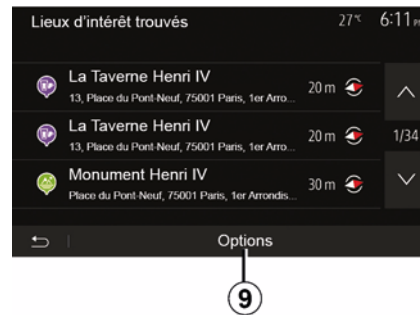 Lieux d'intérêt trouvés 27°C 6:11 PM
La Taverne Henri IV
13, Place du Pont-Neuf, 75001 Paris, 1er Arro... 20 m
La Taverne Henri IV
13, Place du Pont-Neuf, 75001 Paris, 1er Arro... 20 m
1/34
Monument Henri IV
Place du Pont-Neuf, 75001 Paris, 1er Arrondis... 30 m
Options
9